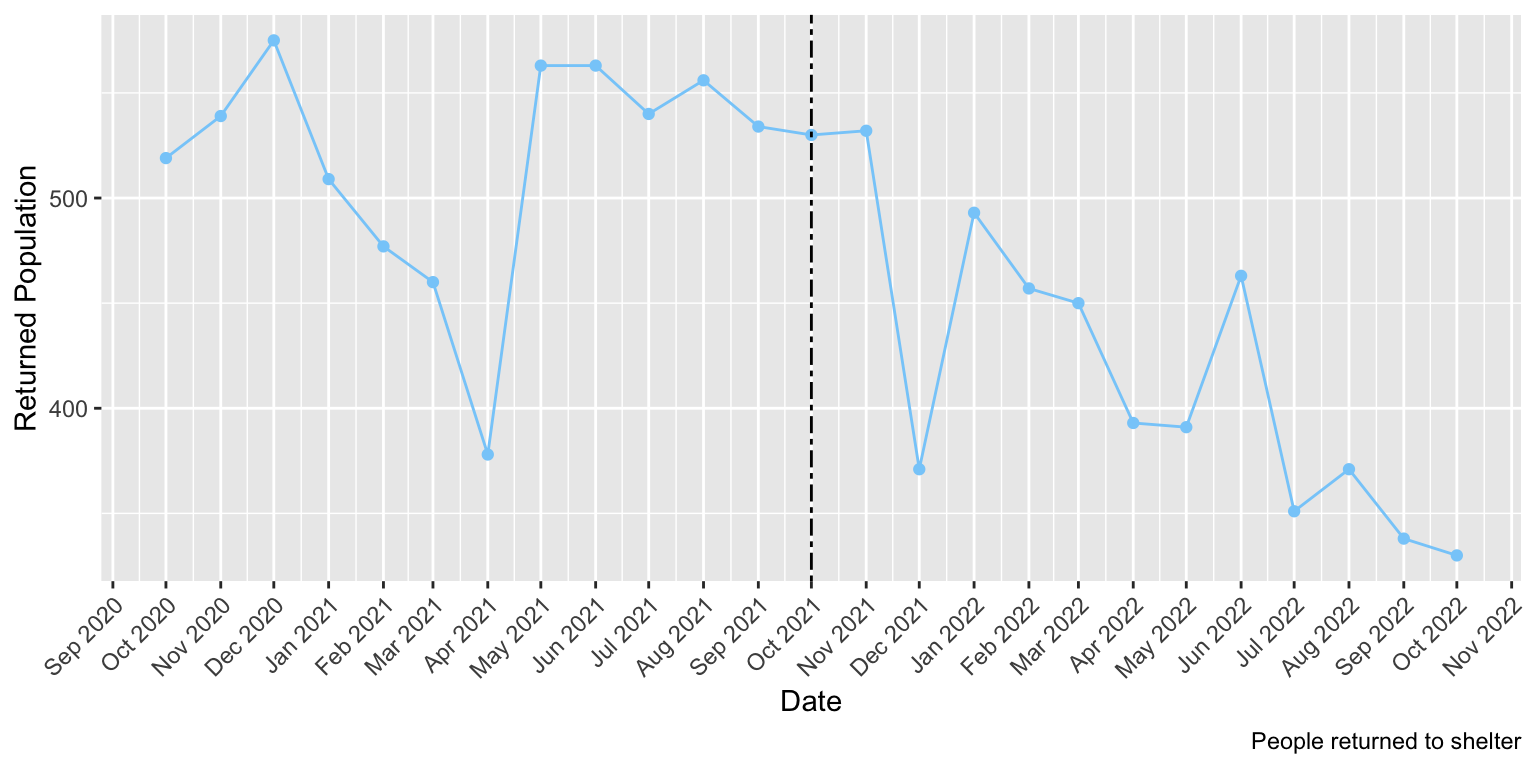 Returned Population
500
400
Sep 2020
Oct 2020
Nov 2020
Dec 2020
Jan 2021
Feb 2021
Mar 2021
Apr 2021
May 2021
Jun 2021
Jul 2021
Aug 2021
Sep 2021
Oct 2021
Nov 2021
Dec 2021
Jan 2022
Feb 2022
Mar 2022
Apr 2022
May 2022
Jun 2022
Jul 2022
Aug 2022
Sep 2022
Oct 2022
Nov 2022
Date
People returned to shelter